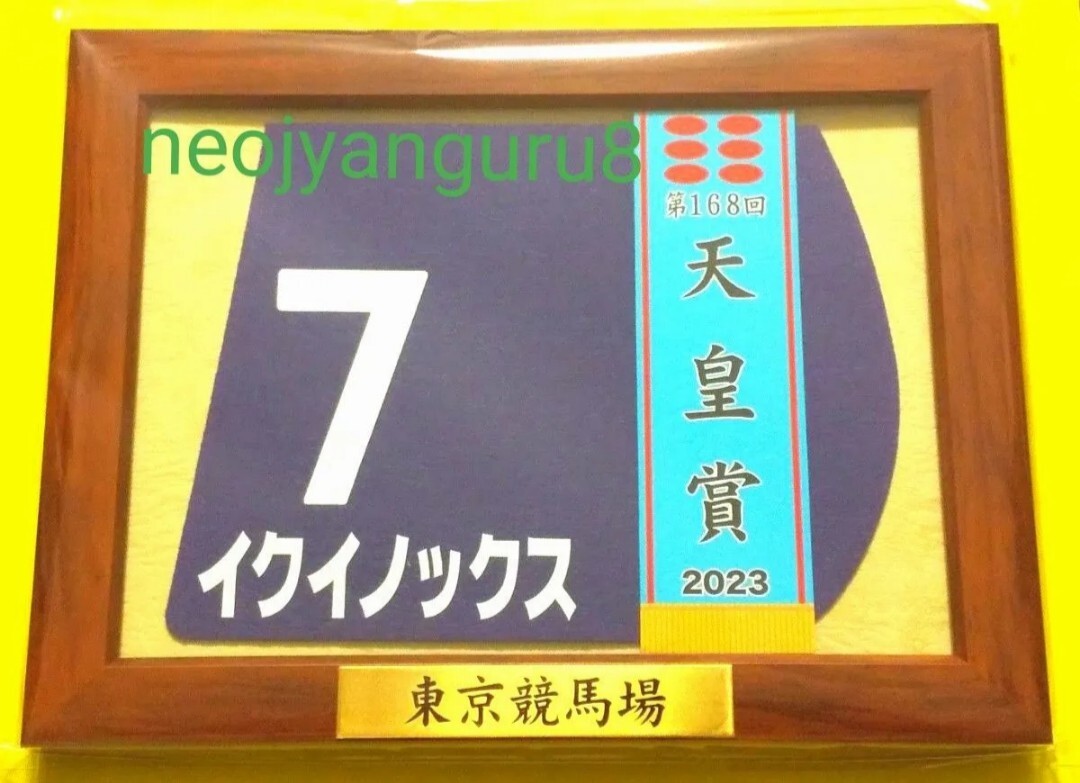 neojyanguru8
第168回
天皇賞
2023
7
イクイノックス
東京競馬場